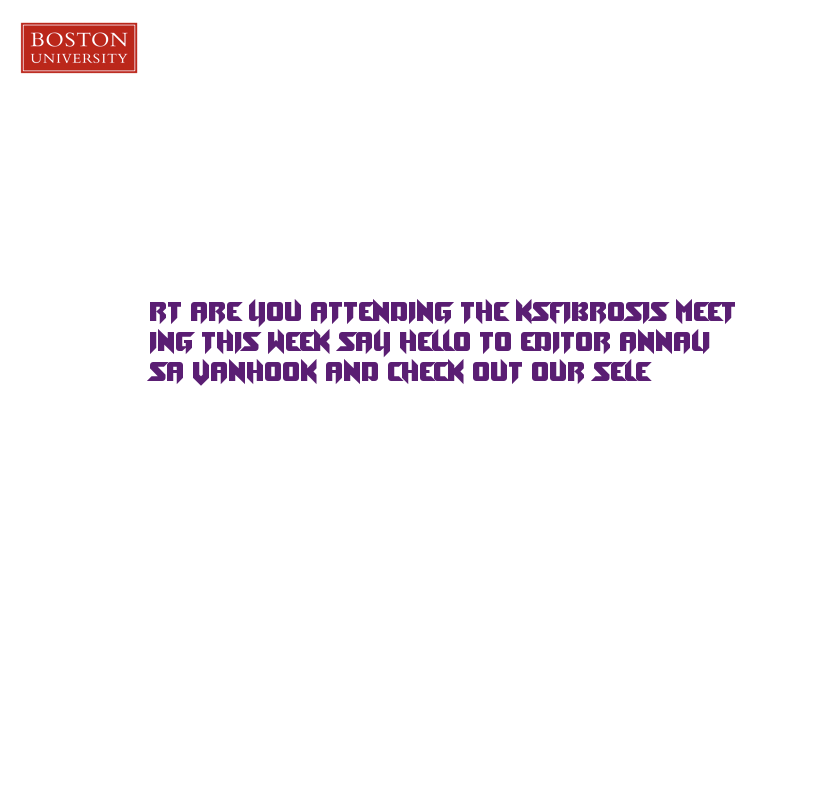 BOSTON
UNIVERSITY
RT ARE YOU ATTENDING THE KSFIBROSIS MEET
ING THIS WEEK SAY HELLO TO EDITOR ANNALI
SA VANHOOK AND CHECK OUT OUR SELE